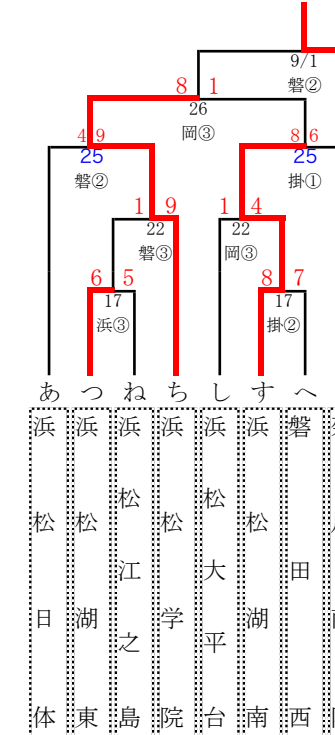 9/1
磐②
8 1
26
岡③
4 9
25
磐②
8 6
25
掛①
1 9
22
磐③
1 4
22
岡③
6 5
17
浜③
8 7
17
掛②
あ つ ね ち し す へ
浜松日体
浜松湖東
浜松江之島
浜松学院
浜松大平台
浜松湖南
磐田西